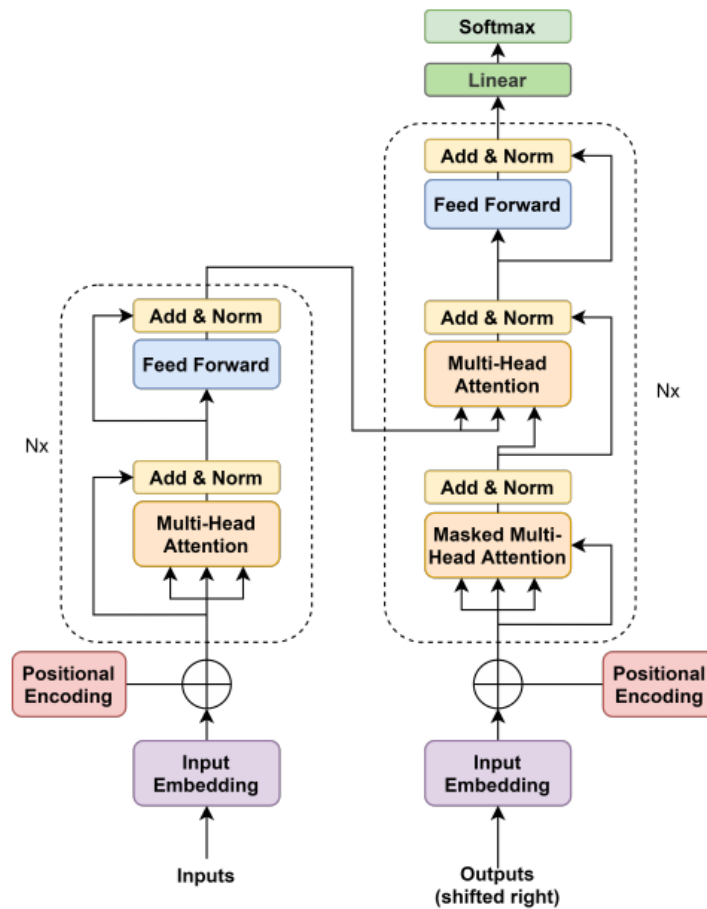 Softmax
Linear
Add & Norm
Feed Forward
Add & Norm
Multi-Head
Attention
Nx
Add & Norm
Masked Multi-
Head Attention
Add & Norm
Feed Forward
Nx
Add & Norm
Multi-Head
Attention
Positional
Encoding
Positional
Encoding
Input
Embedding
Input
Embedding
Inputs
Outputs
(shifted right)